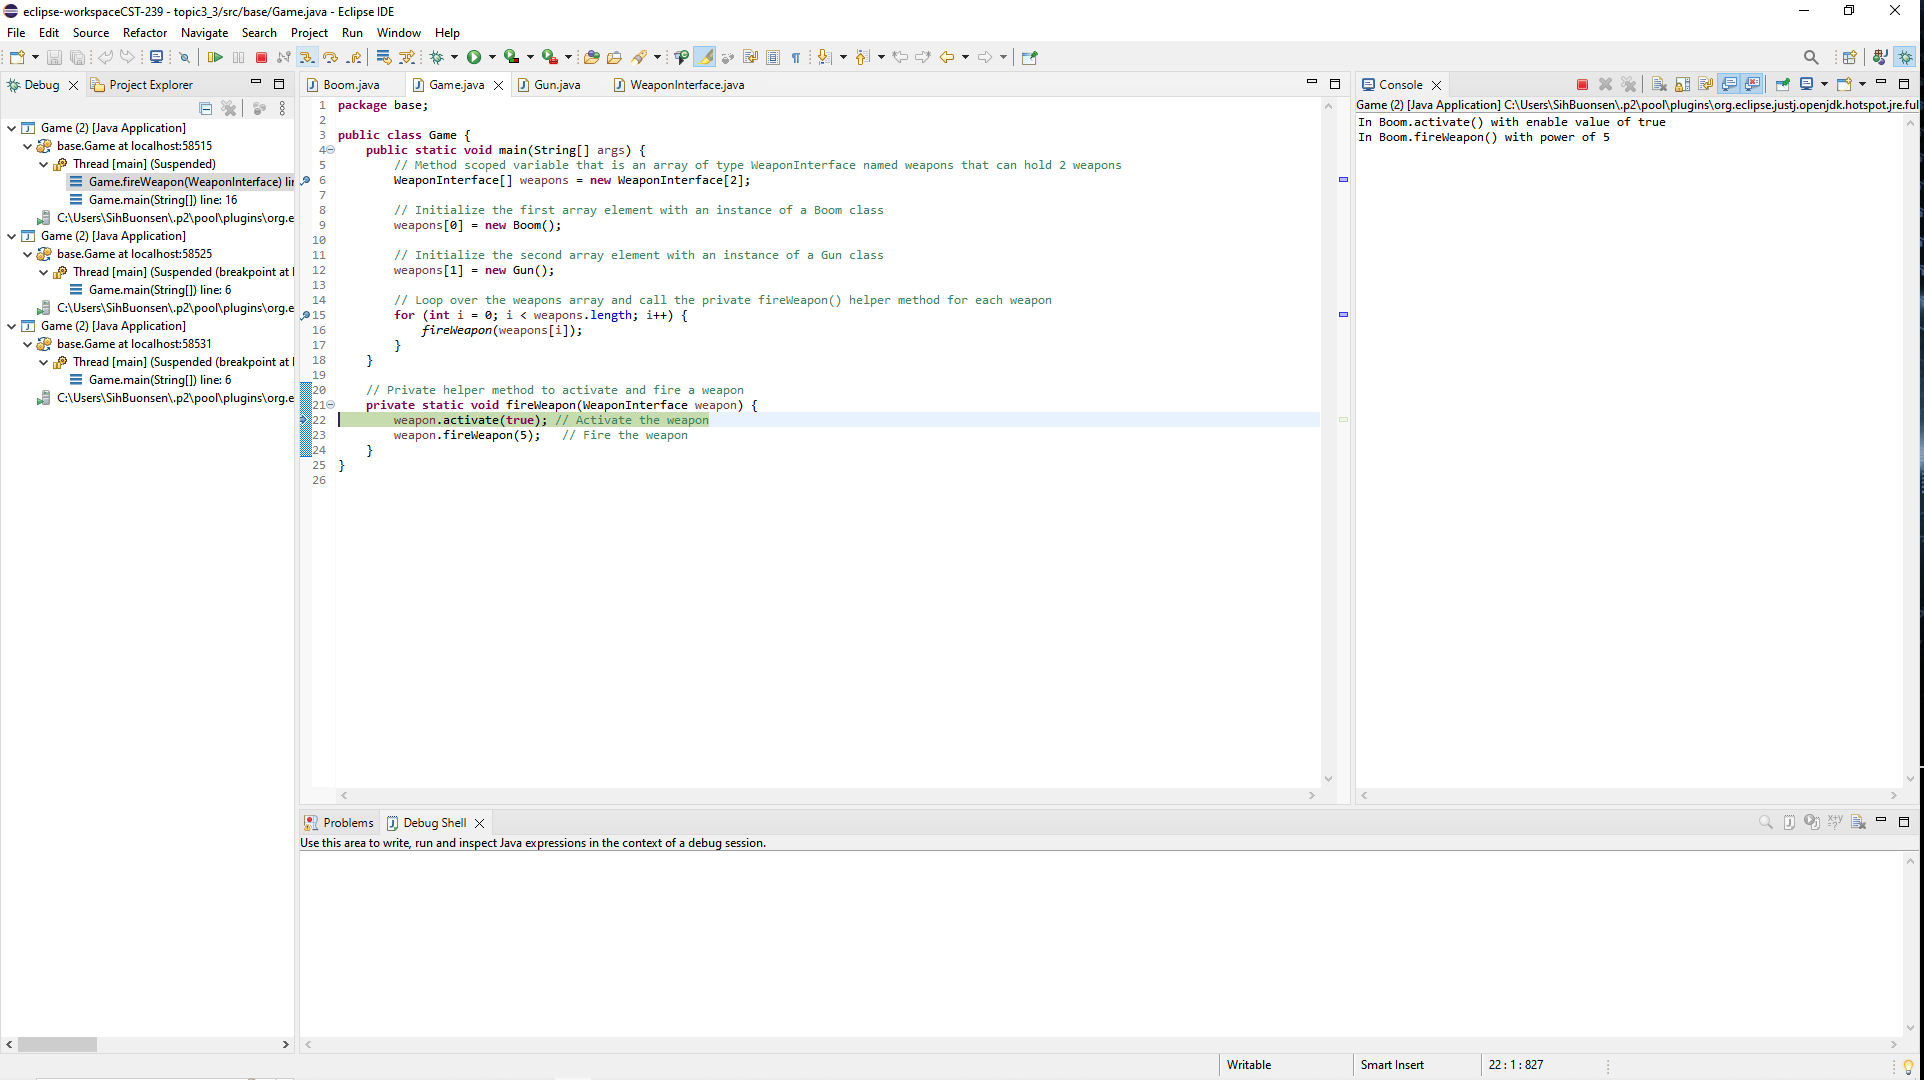 eclipse-workspaceCST-239 - topic3_3/src/base/Game.java - Eclipse IDE
File Edit Source Refactor Navigate Search Project Run Window Help
Debug Project Explorer
Game (2) [Java Application]
base.Game at localhost:58515
Thread [main] (Suspended)
Game.fireWeapon(WeaponInterface) lin
Game.main(String[]) line: 16
C:\Users\SihBuonsen\.p2\pool\plugins\org.e
Game (2) [Java Application]
base.Game at localhost:58525
Thread [main] (Suspended (breakpoint at l
Game.main(String[]) line: 6
C:\Users\SihBuonsen\.p2\pool\plugins\org.e
Game (2) [Java Application]
base.Game at localhost:58531
Thread [main] (Suspended (breakpoint at l
Game.main(String[]) line: 6
C:\Users\SihBuonsen\.p2\pool\plugins\org.e
Boom.java Game.java Gun.java WeaponInterface.java
1 package base;
2
3 public class Game {
4 public static void main(String[] args) {
5 // Method scoped variable that is an array of type WeaponInterface named weapons that can hold 2 weapons
6 WeaponInterface[] weapons = new WeaponInterface[2];
7
8 // Initialize the first array element with an instance of a Boom class
9 weapons[0] = new Boom();
10
11 // Initialize the second array element with an instance of a Gun class
12 weapons[1] = new Gun();
13
14 // Loop over the weapons array and call the private fireWeapon() helper method for each weapon
15 for (int i = 0; i < weapons.length; i++) {
16 fireWeapon(weapons[i]);
17 }
18 }
19
20 // Private helper method to activate and fire a weapon
21 private static void fireWeapon(WeaponInterface weapon) {
22 weapon.activate(true); // Activate the weapon
23 weapon.fireWeapon(5); // Fire the weapon
24 }
25 }
26
Console
Game (2) [Java Application] C:\Users\SihBuonsen\.p2\pool\plugins\org.eclipse.justj.openjdk.hotspot.jre.ful
In Boom.activate() with enable value of true
In Boom.fireWeapon() with power of 5
Problems Debug Shell
Use this area to write, run and inspect Java expressions in the context of a debug session.
Writable Smart Insert 22 : 1 : 827